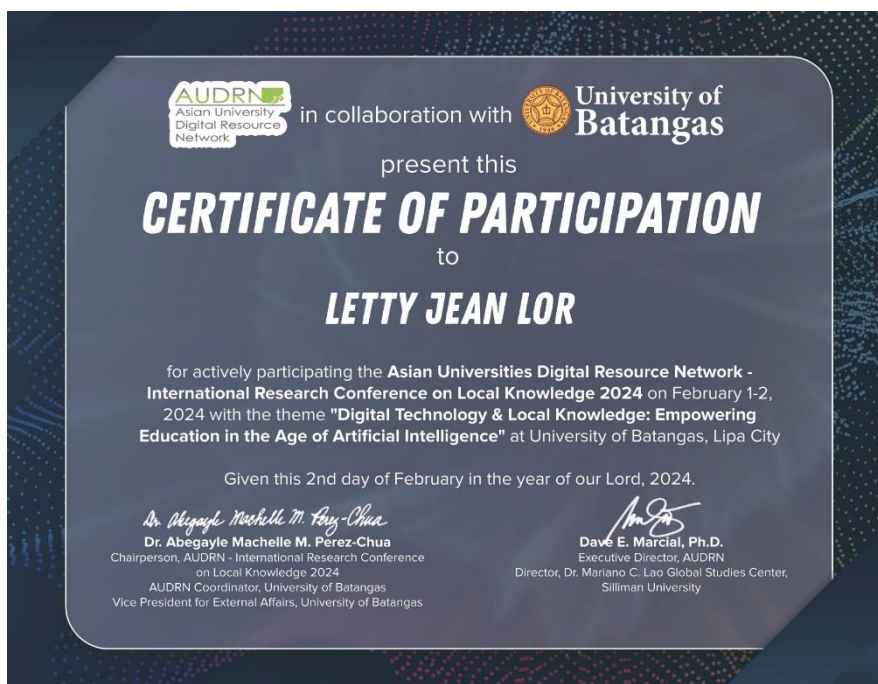 AUDRN
Asian University
Digital Resource
Network
in collaboration with
University of
Batangas
UNIVERSITY OF BATANGAS
1946
present this
CERTIFICATE OF PARTICIPATION
to
LETTY JEAN LOR
for actively participating the Asian Universities Digital Resource Network -
International Research Conference on Local Knowledge 2024 on February 1-2,
2024 with the theme "Digital Technology & Local Knowledge: Empowering
Education in the Age of Artificial Intelligence" at University of Batangas, Lipa City
Given this 2nd day of February in the year of our Lord, 2024.
Dr. Abegayle Machelle M. Perez-Chua
Dr. Abegayle Machelle M. Perez-Chua
Chairperson, AUDRN - International Research Conference
on Local Knowledge 2024
AUDRN Coordinator, University of Batangas
Vice President for External Affairs, University of Batangas
Dave E. Marcial, Ph.D.
Executive Director, AUDRN
Director, Dr. Mariano C. Lao Global Studies Center,
Silliman University